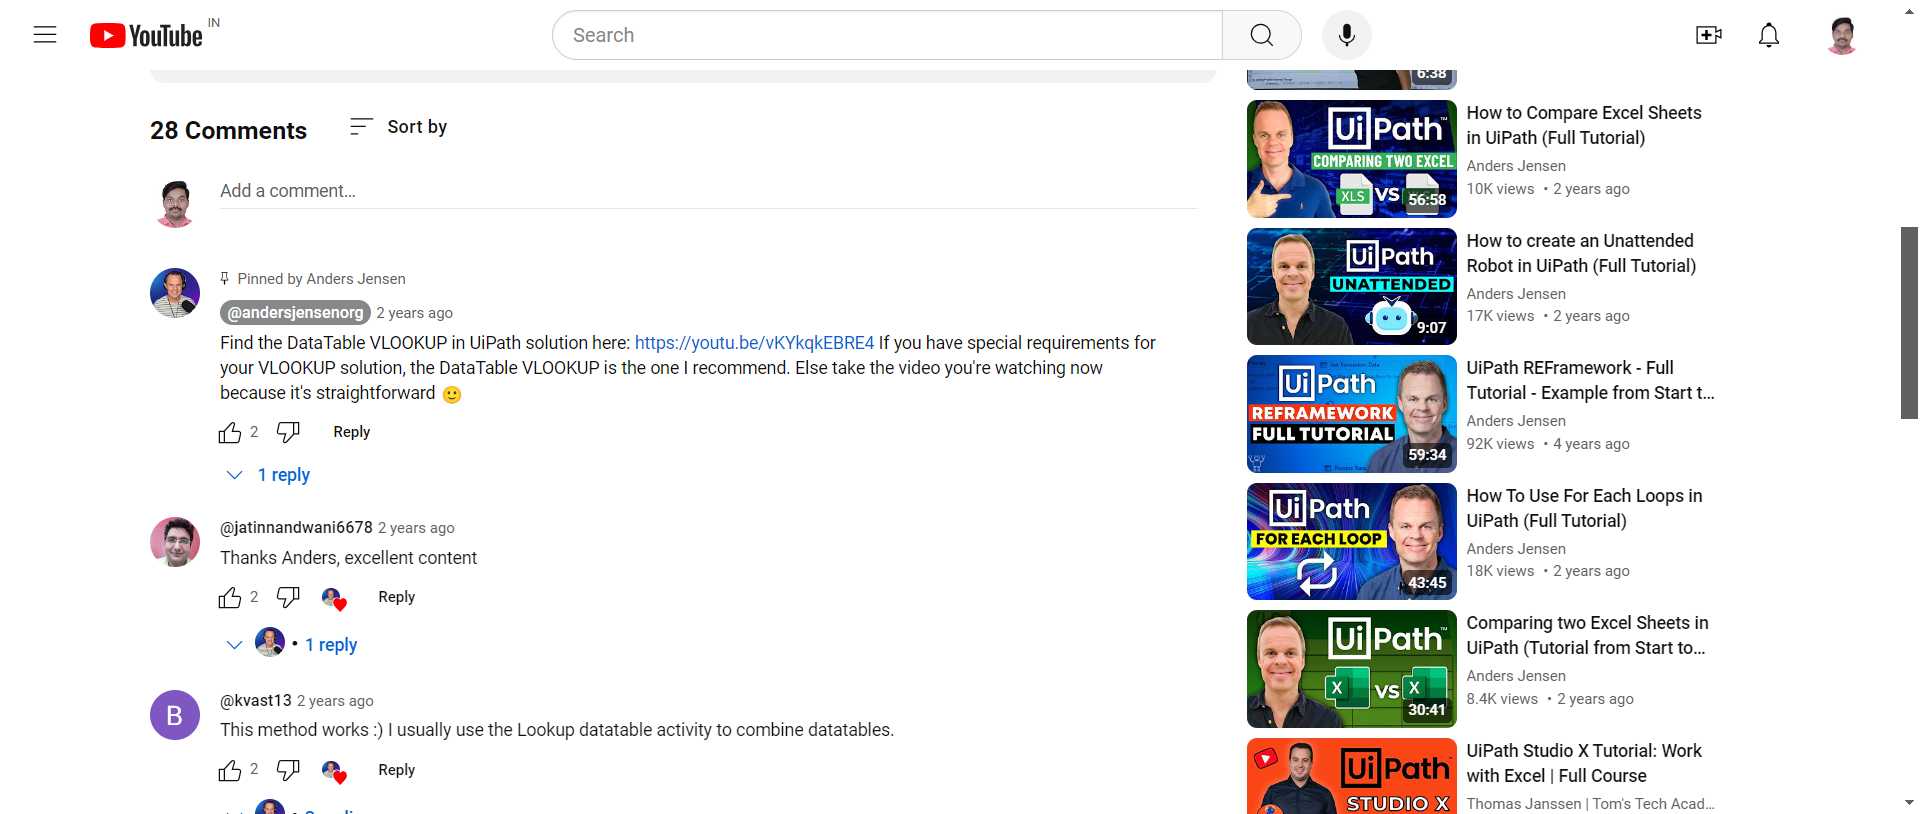 YouTube IN
Search
28 Comments
Sort by
Add a comment...
Pinned by Anders Jensen
@andersjensenorg 2 years ago
Find the DataTable VLOOKUP in UiPath solution here: https://youtu.be/vKYkqkEBRE4 If you have special requirements for
your VLOOKUP solution, the DataTable VLOOKUP is the one I recommend. Else take the video you're watching now
because it's straightforward 🙂
2 Reply
1 reply
@jatinnandwani6678 2 years ago
Thanks Anders, excellent content
2 Reply
• 1 reply
B
@kvast13 2 years ago
This method works :) I usually use the Lookup datatable activity to combine datatables.
2 Reply
6:38
UiPath™
COMPARING TWO EXCEL
XLS VS
56:58
How to Compare Excel Sheets
in UiPath (Full Tutorial)
Anders Jensen
10K views • 2 years ago
UiPath
UNATTENDED
9:07
How to create an Unattended
Robot in UiPath (Full Tutorial)
Anders Jensen
17K views • 2 years ago
UiPath
REFRAMEWORK
FULL TUTORIAL
59:34
UiPath REFramework - Full
Tutorial - Example from Start t...
Anders Jensen
92K views • 4 years ago
UiPath
FOR EACH LOOP
43:45
How To Use For Each Loops in
UiPath (Full Tutorial)
Anders Jensen
18K views • 2 years ago
UiPath™
X VS X
30:41
Comparing two Excel Sheets in
UiPath (Tutorial from Start to...
Anders Jensen
8.4K views • 2 years ago
UiPath
STUDIO X
UiPath Studio X Tutorial: Work
with Excel | Full Course
Thomas Janssen | Tom's Tech Acad...